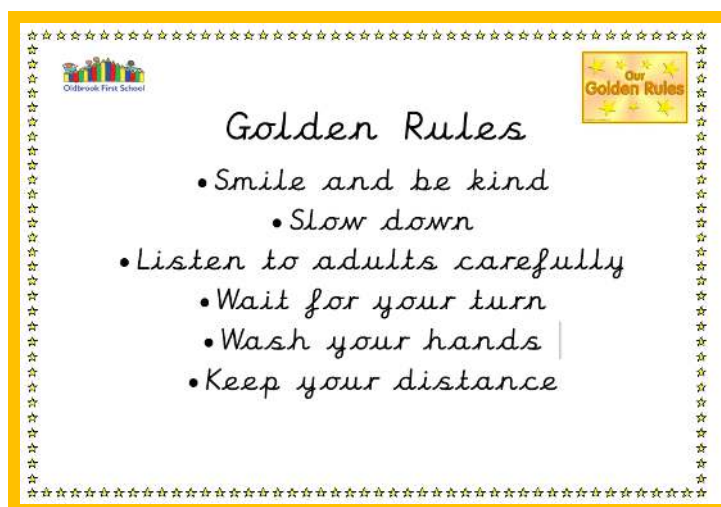 Oldbrook First School
Our
Golden Rules
Golden Rules
• Smile and be kind
• Slow down
• Listen to adults carefully
• Wait for your turn
• Wash your hands
• Keep your distance